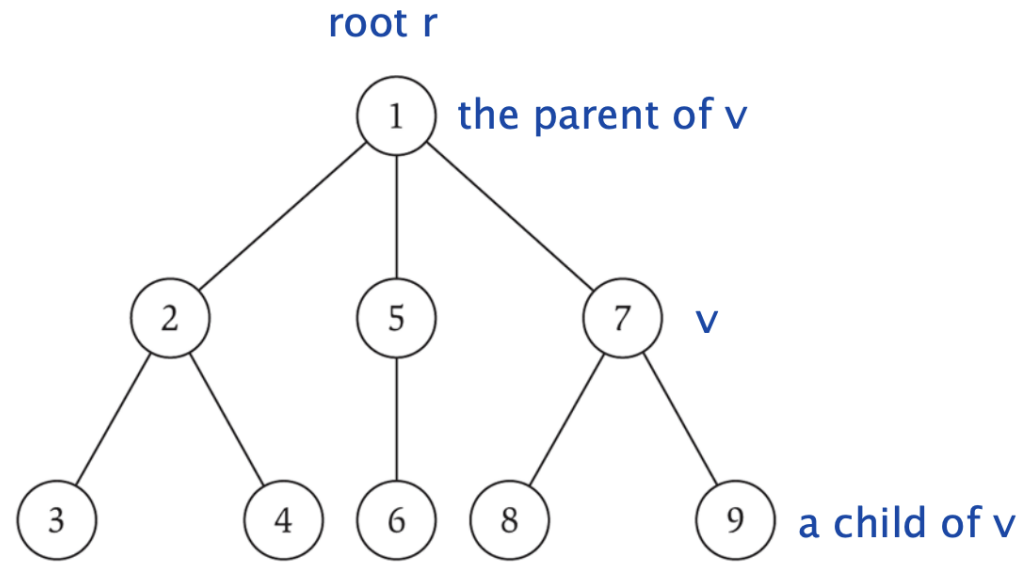 root r
1 the parent of v
2 5 7 v
3 4 6 8 9 a child of v